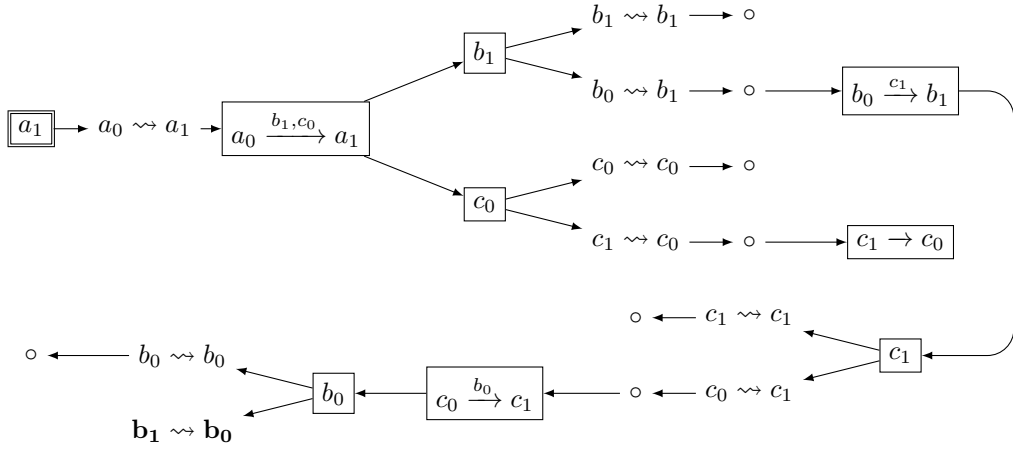 b₁ ⇝ b₁ → ∘
b₁
b₀ ⇝ b₁ → ∘ → b₀ —c₁→ b₁
a₁ → a₀ ⇝ a₁ → a₀ —b₁,c₀→ a₁
c₀ ⇝ c₀ → ∘
c₀
c₁ ⇝ c₀ → ∘ → c₁ → c₀
∘ ← c₁ ⇝ c₁
∘ ← b₀ ⇝ b₀
c₁
b₀ ← c₀ —b₀→ c₁ ← ∘ ← c₀ ⇝ c₁
b₁ ⇝ b₀